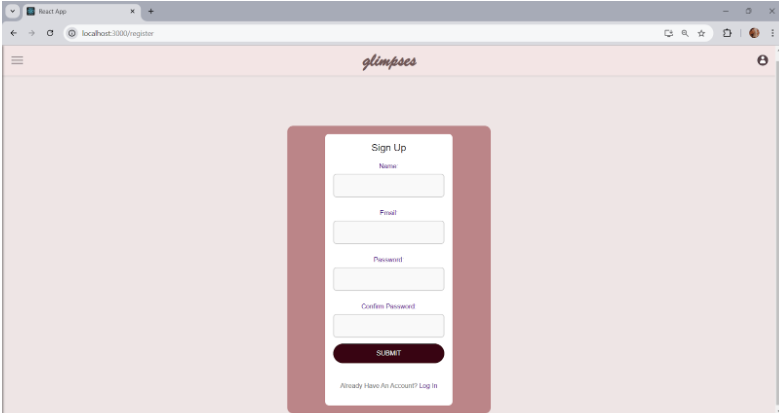 React App
localhost:3000/register
glimpses
Sign Up
Name:
Email
Password
Confirm Password
SUBMIT
Already Have An Account? Log In